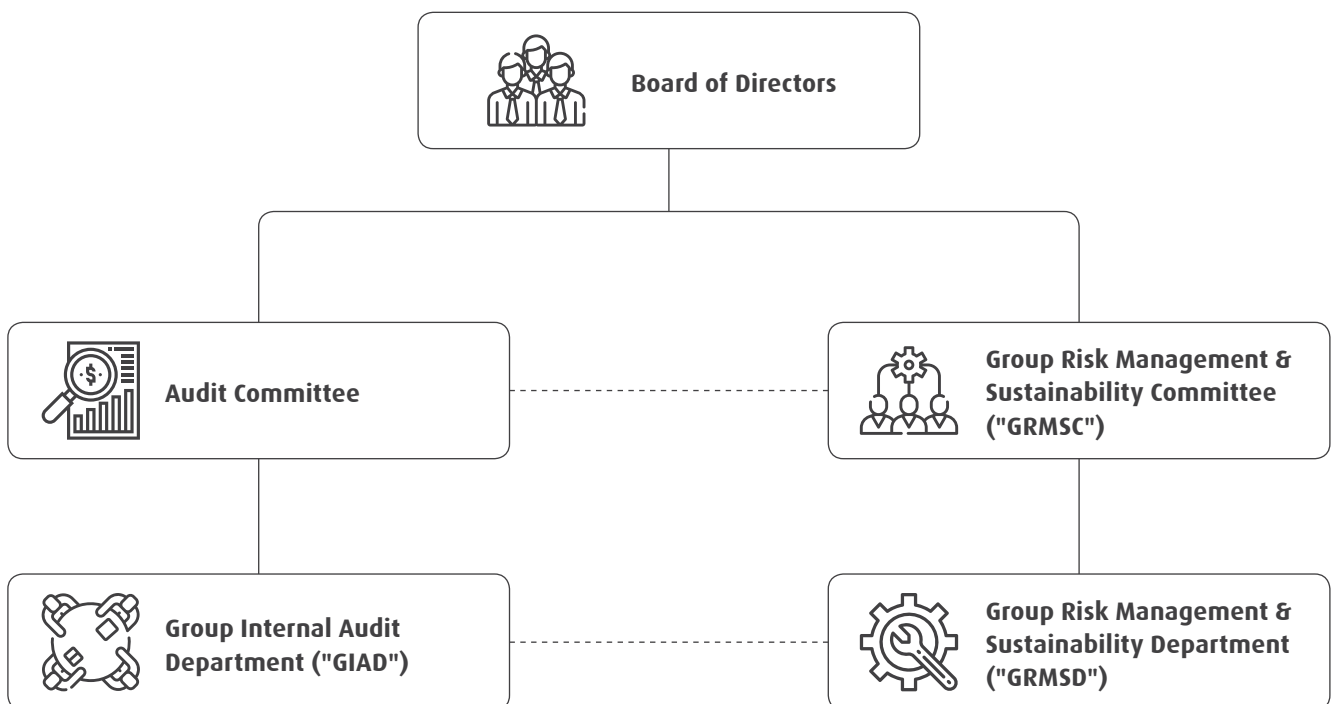 Board of Directors
Audit Committee
Group Risk Management &
Sustainability Committee
("GRMSC")
Group Internal Audit
Department ("GIAD")
Group Risk Management &
Sustainability Department
("GRMSD")